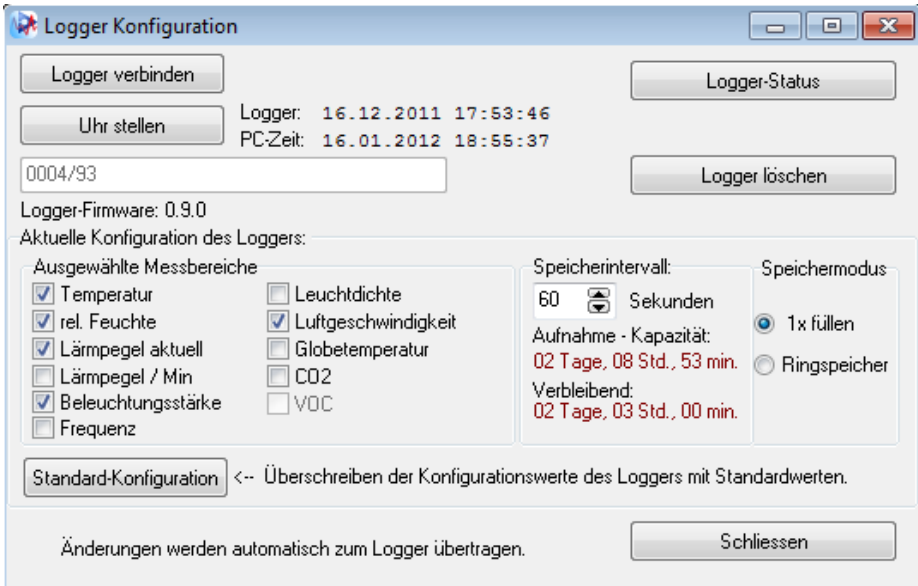 Logger Konfiguration
Logger verbinden
Logger-Status
Uhr stellen
Logger: 16.12.2011 17:53:46
PC-Zeit: 16.01.2012 18:55:37
0004/93
Logger löschen
Logger-Firmware: 0.9.0
Aktuelle Konfiguration des Loggers:
Ausgewählte Messbereiche
Temperatur
rel. Feuchte
Lärmpegel aktuell
Lärmpegel / Min
Beleuchtungsstärke
Frequenz
Leuchtdichte
Luftgeschwindigkeit
Globetemperatur
CO2
VOC
Speicherintervall:
60 Sekunden
Aufnahme - Kapazität:
02 Tage, 08 Std., 53 min.
Verbleibend:
02 Tage, 03 Std., 00 min.
Speichermodus
1x füllen
Ringspeicher
Standard-Konfiguration <-- Überschreiben der Konfigurationswerte des Loggers mit Standardwerten.
Änderungen werden automatisch zum Logger übertragen.
Schliessen